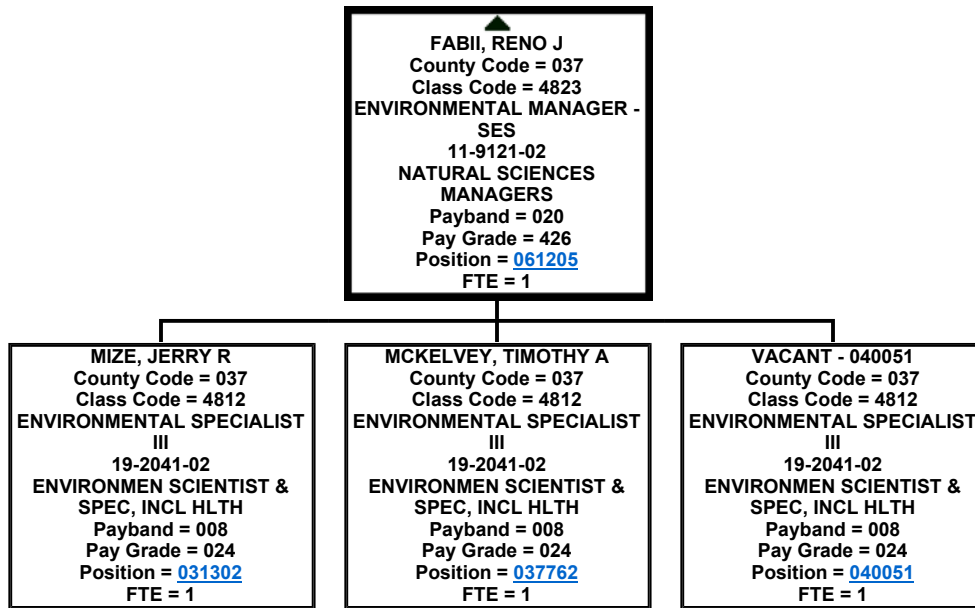 FABII, RENO J
County Code = 037
Class Code = 4823
ENVIRONMENTAL MANAGER -
SES
11-9121-02
NATURAL SCIENCES
MANAGERS
Payband = 020
Pay Grade = 426
Position = 061205
FTE = 1
MIZE, JERRY R
County Code = 037
Class Code = 4812
ENVIRONMENTAL SPECIALIST
III
19-2041-02
ENVIRONMEN SCIENTIST &
SPEC, INCL HLTH
Payband = 008
Pay Grade = 024
Position = 031302
FTE = 1
MCKELVEY, TIMOTHY A
County Code = 037
Class Code = 4812
ENVIRONMENTAL SPECIALIST
III
19-2041-02
ENVIRONMEN SCIENTIST &
SPEC, INCL HLTH
Payband = 008
Pay Grade = 024
Position = 037762
FTE = 1
VACANT - 040051
County Code = 037
Class Code = 4812
ENVIRONMENTAL SPECIALIST
III
19-2041-02
ENVIRONMEN SCIENTIST &
SPEC, INCL HLTH
Payband = 008
Pay Grade = 024
Position = 040051
FTE = 1